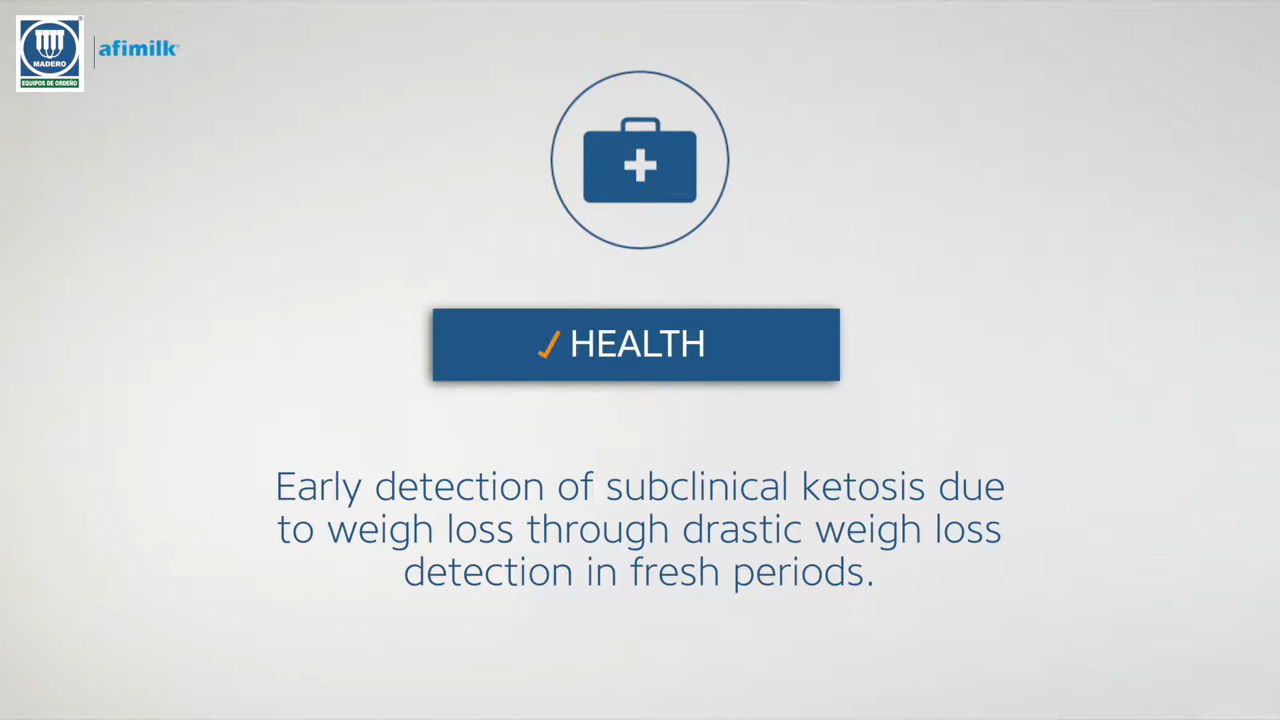 MADERO
EQUIPOS DE ORDEÑO
afimilk®
HEALTH
Early detection of subclinical ketosis due
to weigh loss through drastic weigh loss
detection in fresh periods.